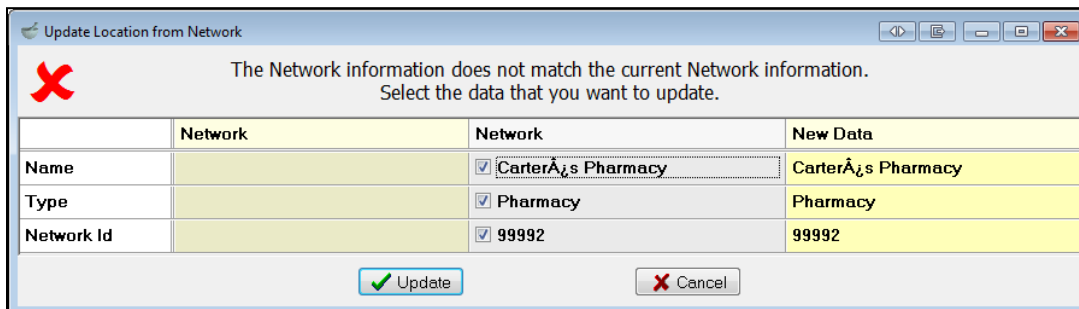 Update Location from Network
The Network information does not match the current Network information.
Select the data that you want to update.
Network Network New Data
Name CarterÂ¿s Pharmacy CarterÂ¿s Pharmacy
Type Pharmacy Pharmacy
Network Id 99992 99992
Update Cancel